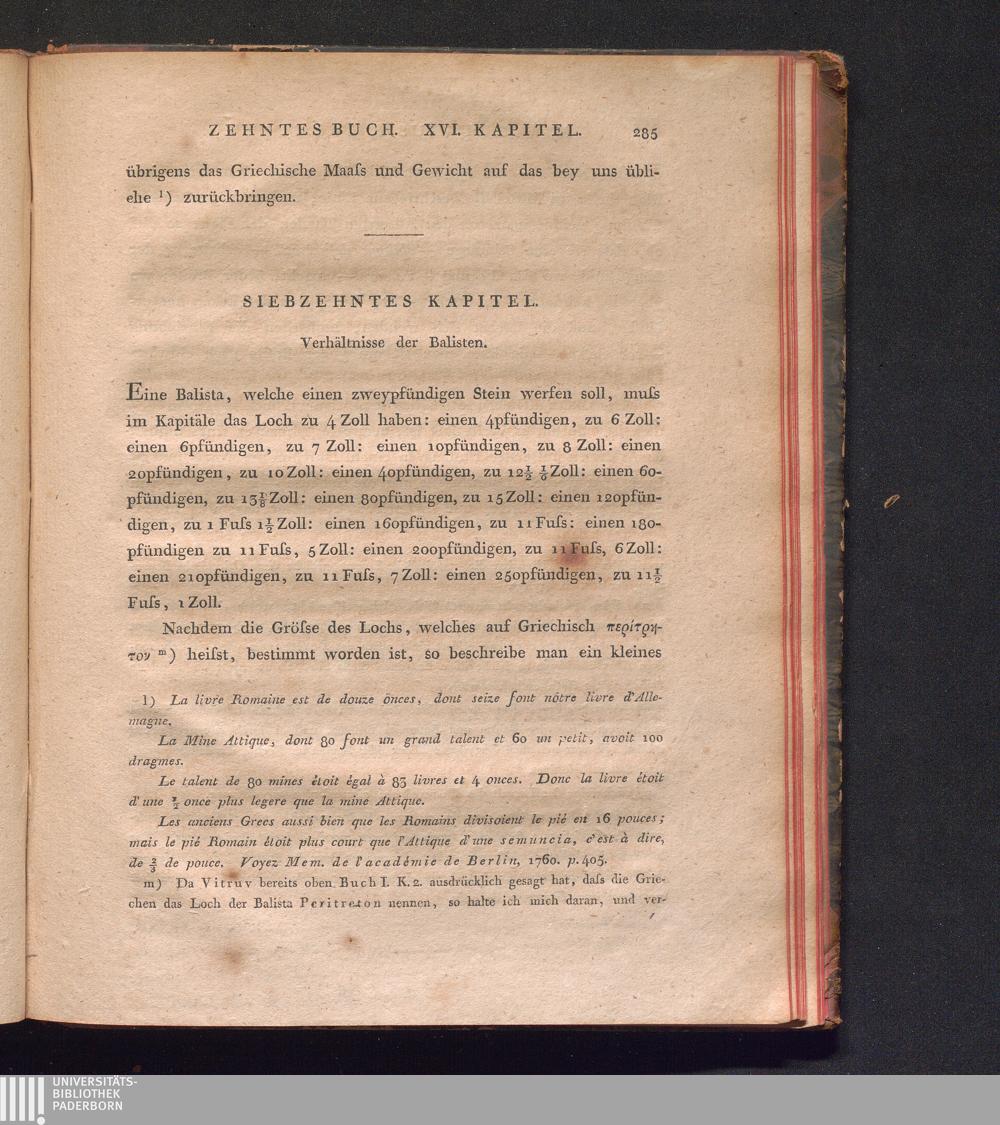 ZEHNTES BUCH. XVI. KAPITEL. 285
übrigens das Griechische Maaſs und Gewicht auf das bey uns übli-
che ¹) zurückbringen.
SIEBZEHNTES KAPITEL.
Verhältnisse der Balisten.
Eine Balista, welche einen zweypfündigen Stein werfen soll, muſs
im Kapitäle das Loch zu 4 Zoll haben: einen 4pfündigen, zu 6 Zoll:
einen 6pfündigen, zu 7 Zoll: einen 10pfündigen, zu 8 Zoll: einen
20pfündigen, zu 10 Zoll: einen 40pfündigen, zu 12½ ⅙ Zoll: einen 60-
pfündigen, zu 13⅛ Zoll: einen 80pfündigen, zu 15 Zoll: einen 120pfün-
digen, zu 1 Fuſs 1½ Zoll: einen 160pfündigen, zu 11 Fuſs: einen 180-
pfündigen zu 11 Fuſs, 5 Zoll: einen 200pfündigen, zu 11 Fuſs, 6 Zoll:
einen 210pfündigen, zu 11 Fuſs, 7 Zoll: einen 250pfündigen, zu 11½
Fuſs, 1 Zoll.
Nachdem die Gröſse des Lochs, welches auf Griechisch περίτρη-
τον ᵐ) heiſst, bestimmt worden ist, so beschreibe man ein kleines
l) La livre Romaine est de douze onces, dont seize font nôtre livre d'Alle-
magne.
La Mine Attique, dont 80 font un grand talent et 60 un petit, avoit 100
dragmes.
Le talent de 80 mines étoit égal à 83 livres et 4 onces. Donc la livre étoit
d'une ½ once plus legere que la mine Attique.
Les anciens Grecs aussi bien que les Romains divisoient le pié en 16 pouces;
mais le pié Romain étoit plus court que l'Attique d'une semuncia, c'est à dire,
de ⅔ de pouce. Voyez Mem. de l'académie de Berlin, 1760. p. 405.
m) Da Vitruv bereits oben Buch I. K. 2. ausdrücklich gesagt hat, daſs die Grie-
chen das Loch der Balista Peritreton nennen, so halte ich mich daran, und ver-
UNIVERSITÄTS-
BIBLIOTHEK
PADERBORN